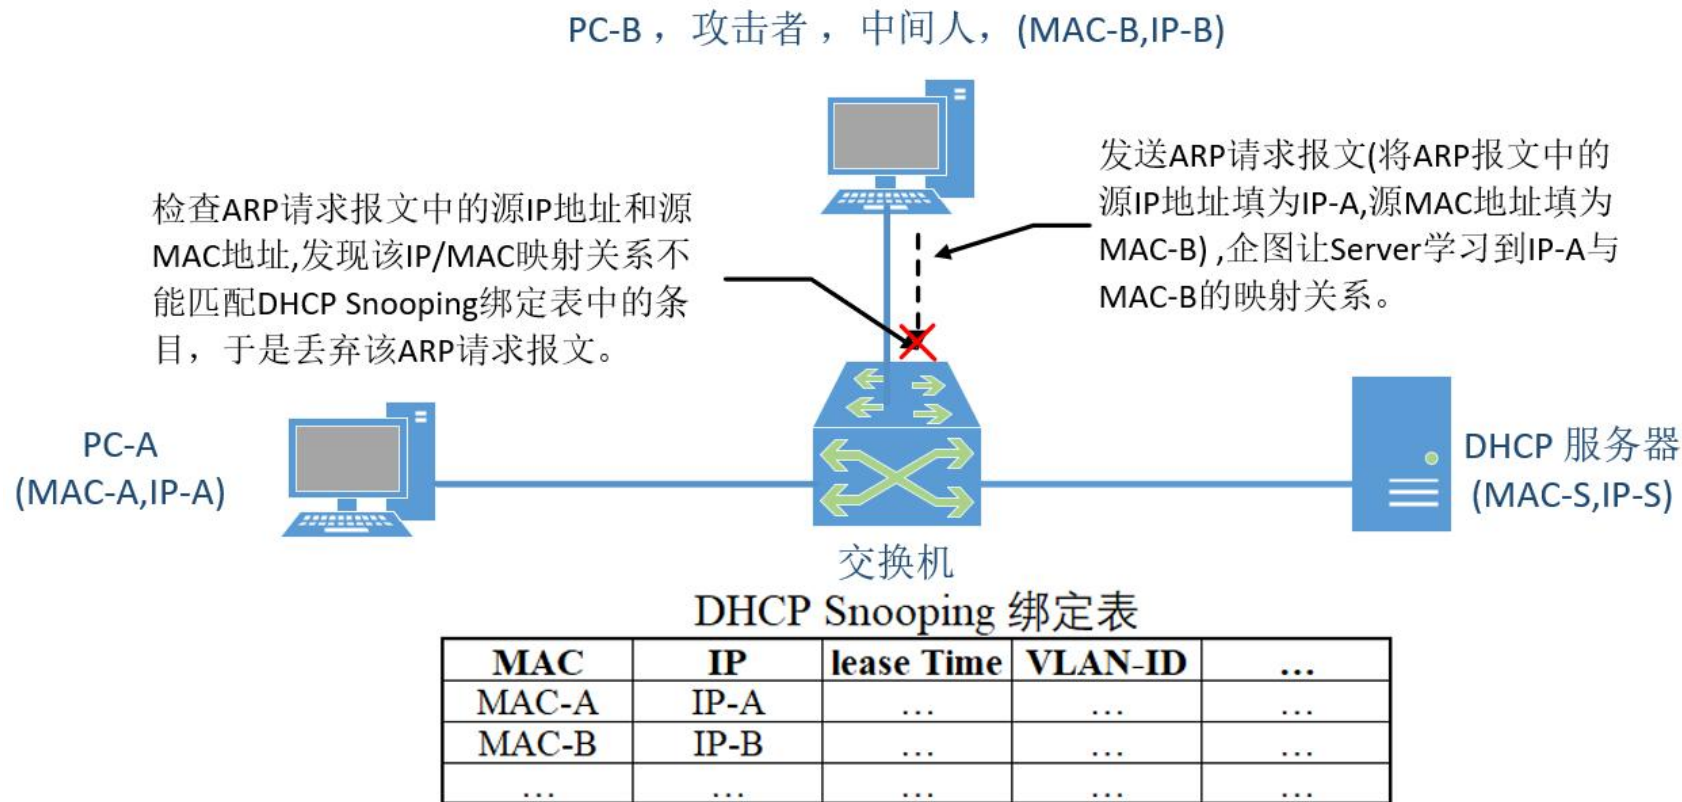 PC-B ，攻击者 ，中间人，(MAC-B,IP-B)
发送ARP请求报文(将ARP报文中的
源IP地址填为IP-A,源MAC地址填为
MAC-B) ,企图让Server学习到IP-A与
MAC-B的映射关系。
检查ARP请求报文中的源IP地址和源
MAC地址,发现该IP/MAC映射关系不
能匹配DHCP Snooping绑定表中的条
目，于是丢弃该ARP请求报文。
PC-A
(MAC-A,IP-A)
DHCP 服务器
(MAC-S,IP-S)
交换机
DHCP Snooping 绑定表
MAC IP lease Time VLAN-ID ...
MAC-A IP-A ... ... ...
MAC-B IP-B ... ... ...
... ... ... ... ...